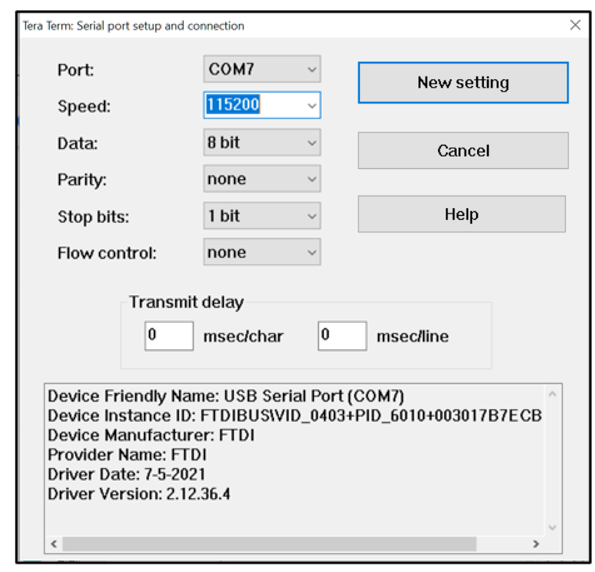 Tera Term: Serial port setup and connection
Port: COM7
New setting
Speed: 115200
Data: 8 bit
Cancel
Parity: none
Stop bits: 1 bit
Help
Flow control: none
Transmit delay
0 msec/char 0 msec/line
Device Friendly Name: USB Serial Port (COM7)
Device Instance ID: FTDIBUS\VID_0403+PID_6010+003017B7ECB
Device Manufacturer: FTDI
Provider Name: FTDI
Driver Date: 7-5-2021
Driver Version: 2.12.36.4